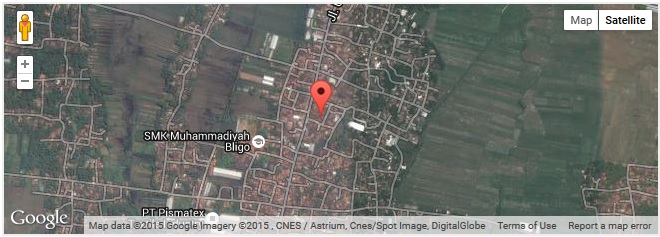 Map
Satellite
Jl.
+
−
SMK Muhammadiyah
Bligo
PT Pismatex
Google
Map data ©2015 Google Imagery ©2015 , CNES / Astrium, Cnes/Spot Image, DigitalGlobe
Terms of Use
Report a map error